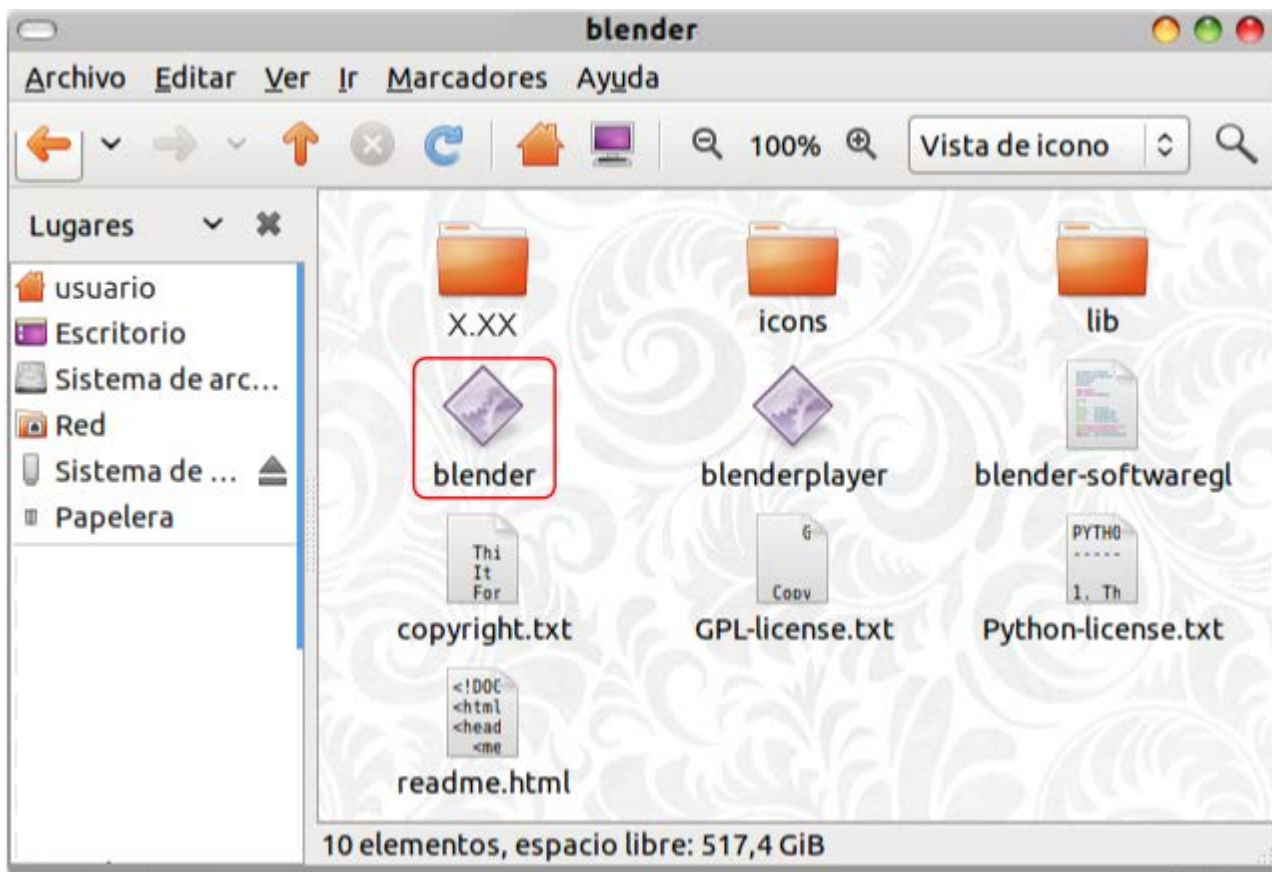 blender
Archivo Editar Ver Ir Marcadores Ayuda
100% Vista de icono
Lugares
usuario
Escritorio
Sistema de arc...
Red
Sistema de ...
Papelera
X.XX icons lib
blender blenderplayer blender-softwaregl
Thi
It
For
copyright.txt
G
Copy
GPL-license.txt
PYTHO
-----
1. Th
Python-license.txt
<!DOC
<html
<head
<me
readme.html
10 elementos, espacio libre: 517,4 GiB